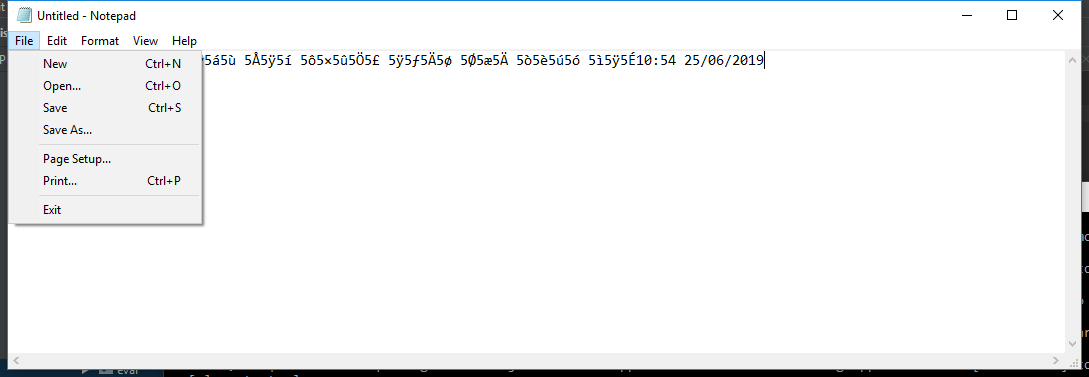 Untitled - Notepad
File Edit Format View Help
5á5ù 5Å5ÿ5í 5ô5×5û5Ö5£ 5ÿ5ƒ5Ä5ø 5Ø5æ5Ä 5ò5è5ú5ó 5ì5ÿ5É10:54 25/06/2019
New Ctrl+N
Open... Ctrl+O
Save Ctrl+S
Save As...
Page Setup...
Print... Ctrl+P
Exit
eval